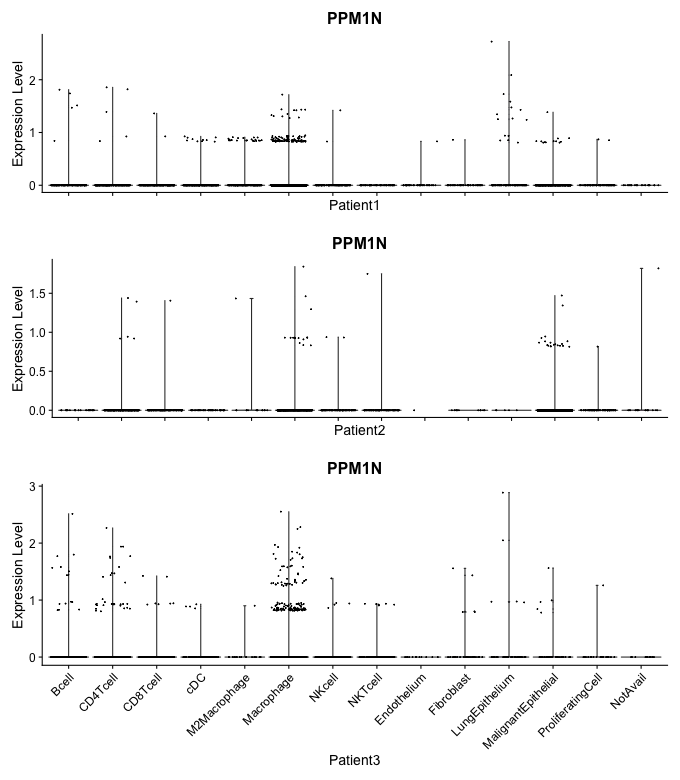 PPM1N
Expression Level
2
1
0
Patient1
PPM1N
Expression Level
1.5
1.0
0.5
0.0
Patient2
PPM1N
Expression Level
3
2
1
0
Bcell
CD4Tcell
CD8Tcell
cDC
M2Macrophage
Macrophage
NKcell
NKTcell
Endothelium
Fibroblast
LungEpithelium
MalignantEpithelial
ProliferatingCell
NotAvail
Patient3